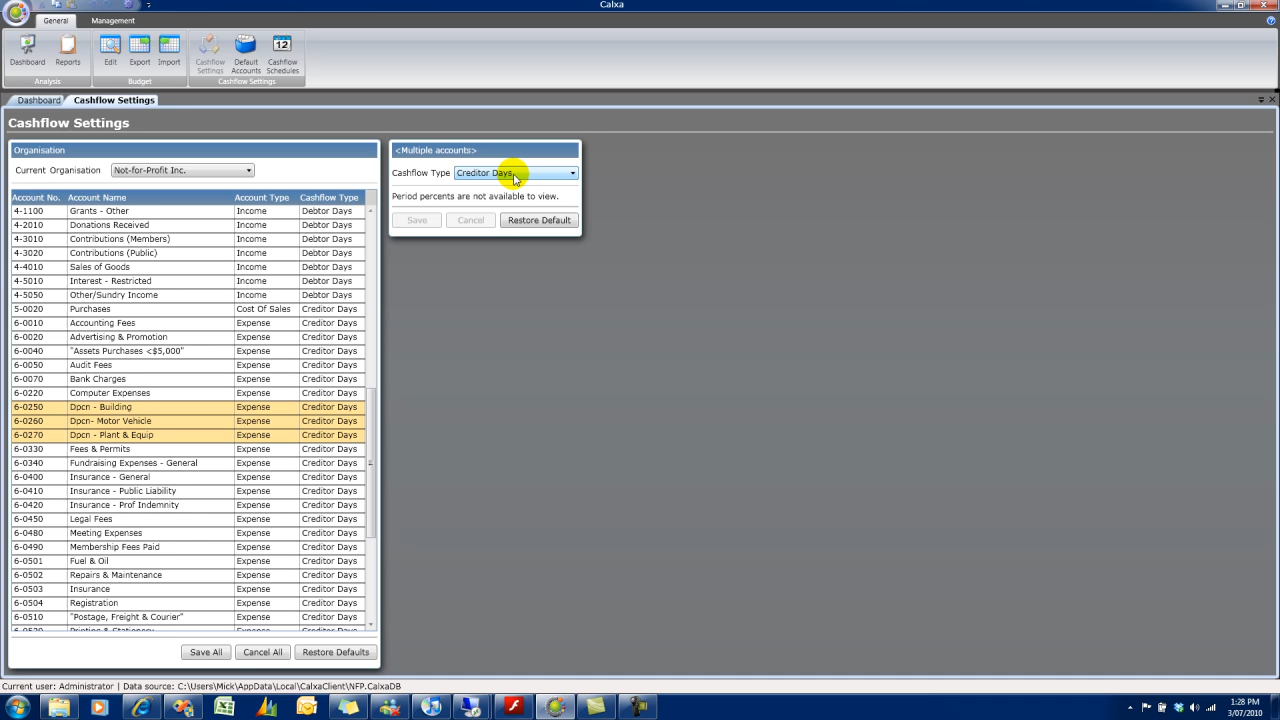 Calxa
General Management
Dashboard Reports Edit Export Import Cashflow Settings Default Accounts 12 Cashflow Schedules
Analysis Budget Cashflow Settings
Dashboard Cashflow Settings
Cashflow Settings
Organisation
Current Organisation Not-for-Profit Inc.
Account No. Account Name Account Type Cashflow Type
4-1100 Grants - Other Income Debtor Days
4-2010 Donations Received Income Debtor Days
4-3010 Contributions (Members) Income Debtor Days
4-3020 Contributions (Public) Income Debtor Days
4-4010 Sales of Goods Income Debtor Days
4-5010 Interest - Restricted Income Debtor Days
4-5050 Other/Sundry Income Income Debtor Days
5-0020 Purchases Cost Of Sales Creditor Days
6-0010 Accounting Fees Expense Creditor Days
6-0020 Advertising & Promotion Expense Creditor Days
6-0040 "Assets Purchases <$5,000" Expense Creditor Days
6-0050 Audit Fees Expense Creditor Days
6-0070 Bank Charges Expense Creditor Days
6-0220 Computer Expenses Expense Creditor Days
6-0250 Dpcn - Building Expense Creditor Days
6-0260 Dpcn- Motor Vehicle Expense Creditor Days
6-0270 Dpcn - Plant & Equip Expense Creditor Days
6-0330 Fees & Permits Expense Creditor Days
6-0340 Fundraising Expenses - General Expense Creditor Days
6-0400 Insurance - General Expense Creditor Days
6-0410 Insurance - Public Liability Expense Creditor Days
6-0420 Insurance - Prof Indemnity Expense Creditor Days
6-0450 Legal Fees Expense Creditor Days
6-0480 Meeting Expenses Expense Creditor Days
6-0490 Membership Fees Paid Expense Creditor Days
6-0501 Fuel & Oil Expense Creditor Days
6-0502 Repairs & Maintenance Expense Creditor Days
6-0503 Insurance Expense Creditor Days
6-0504 Registration Expense Creditor Days
6-0510 "Postage, Freight & Courier" Expense Creditor Days
6-0520 Printing & Stationery Expense Creditor Days
Save All Cancel All Restore Defaults
<Multiple accounts>
Cashflow Type Creditor Days
Period percents are not available to view.
Save Cancel Restore Default
Current user: Administrator | Data source: C:\Users\Mick\AppData\Local\CalxaClient\NFP.CalxaDB
1:28 PM
3/07/2010